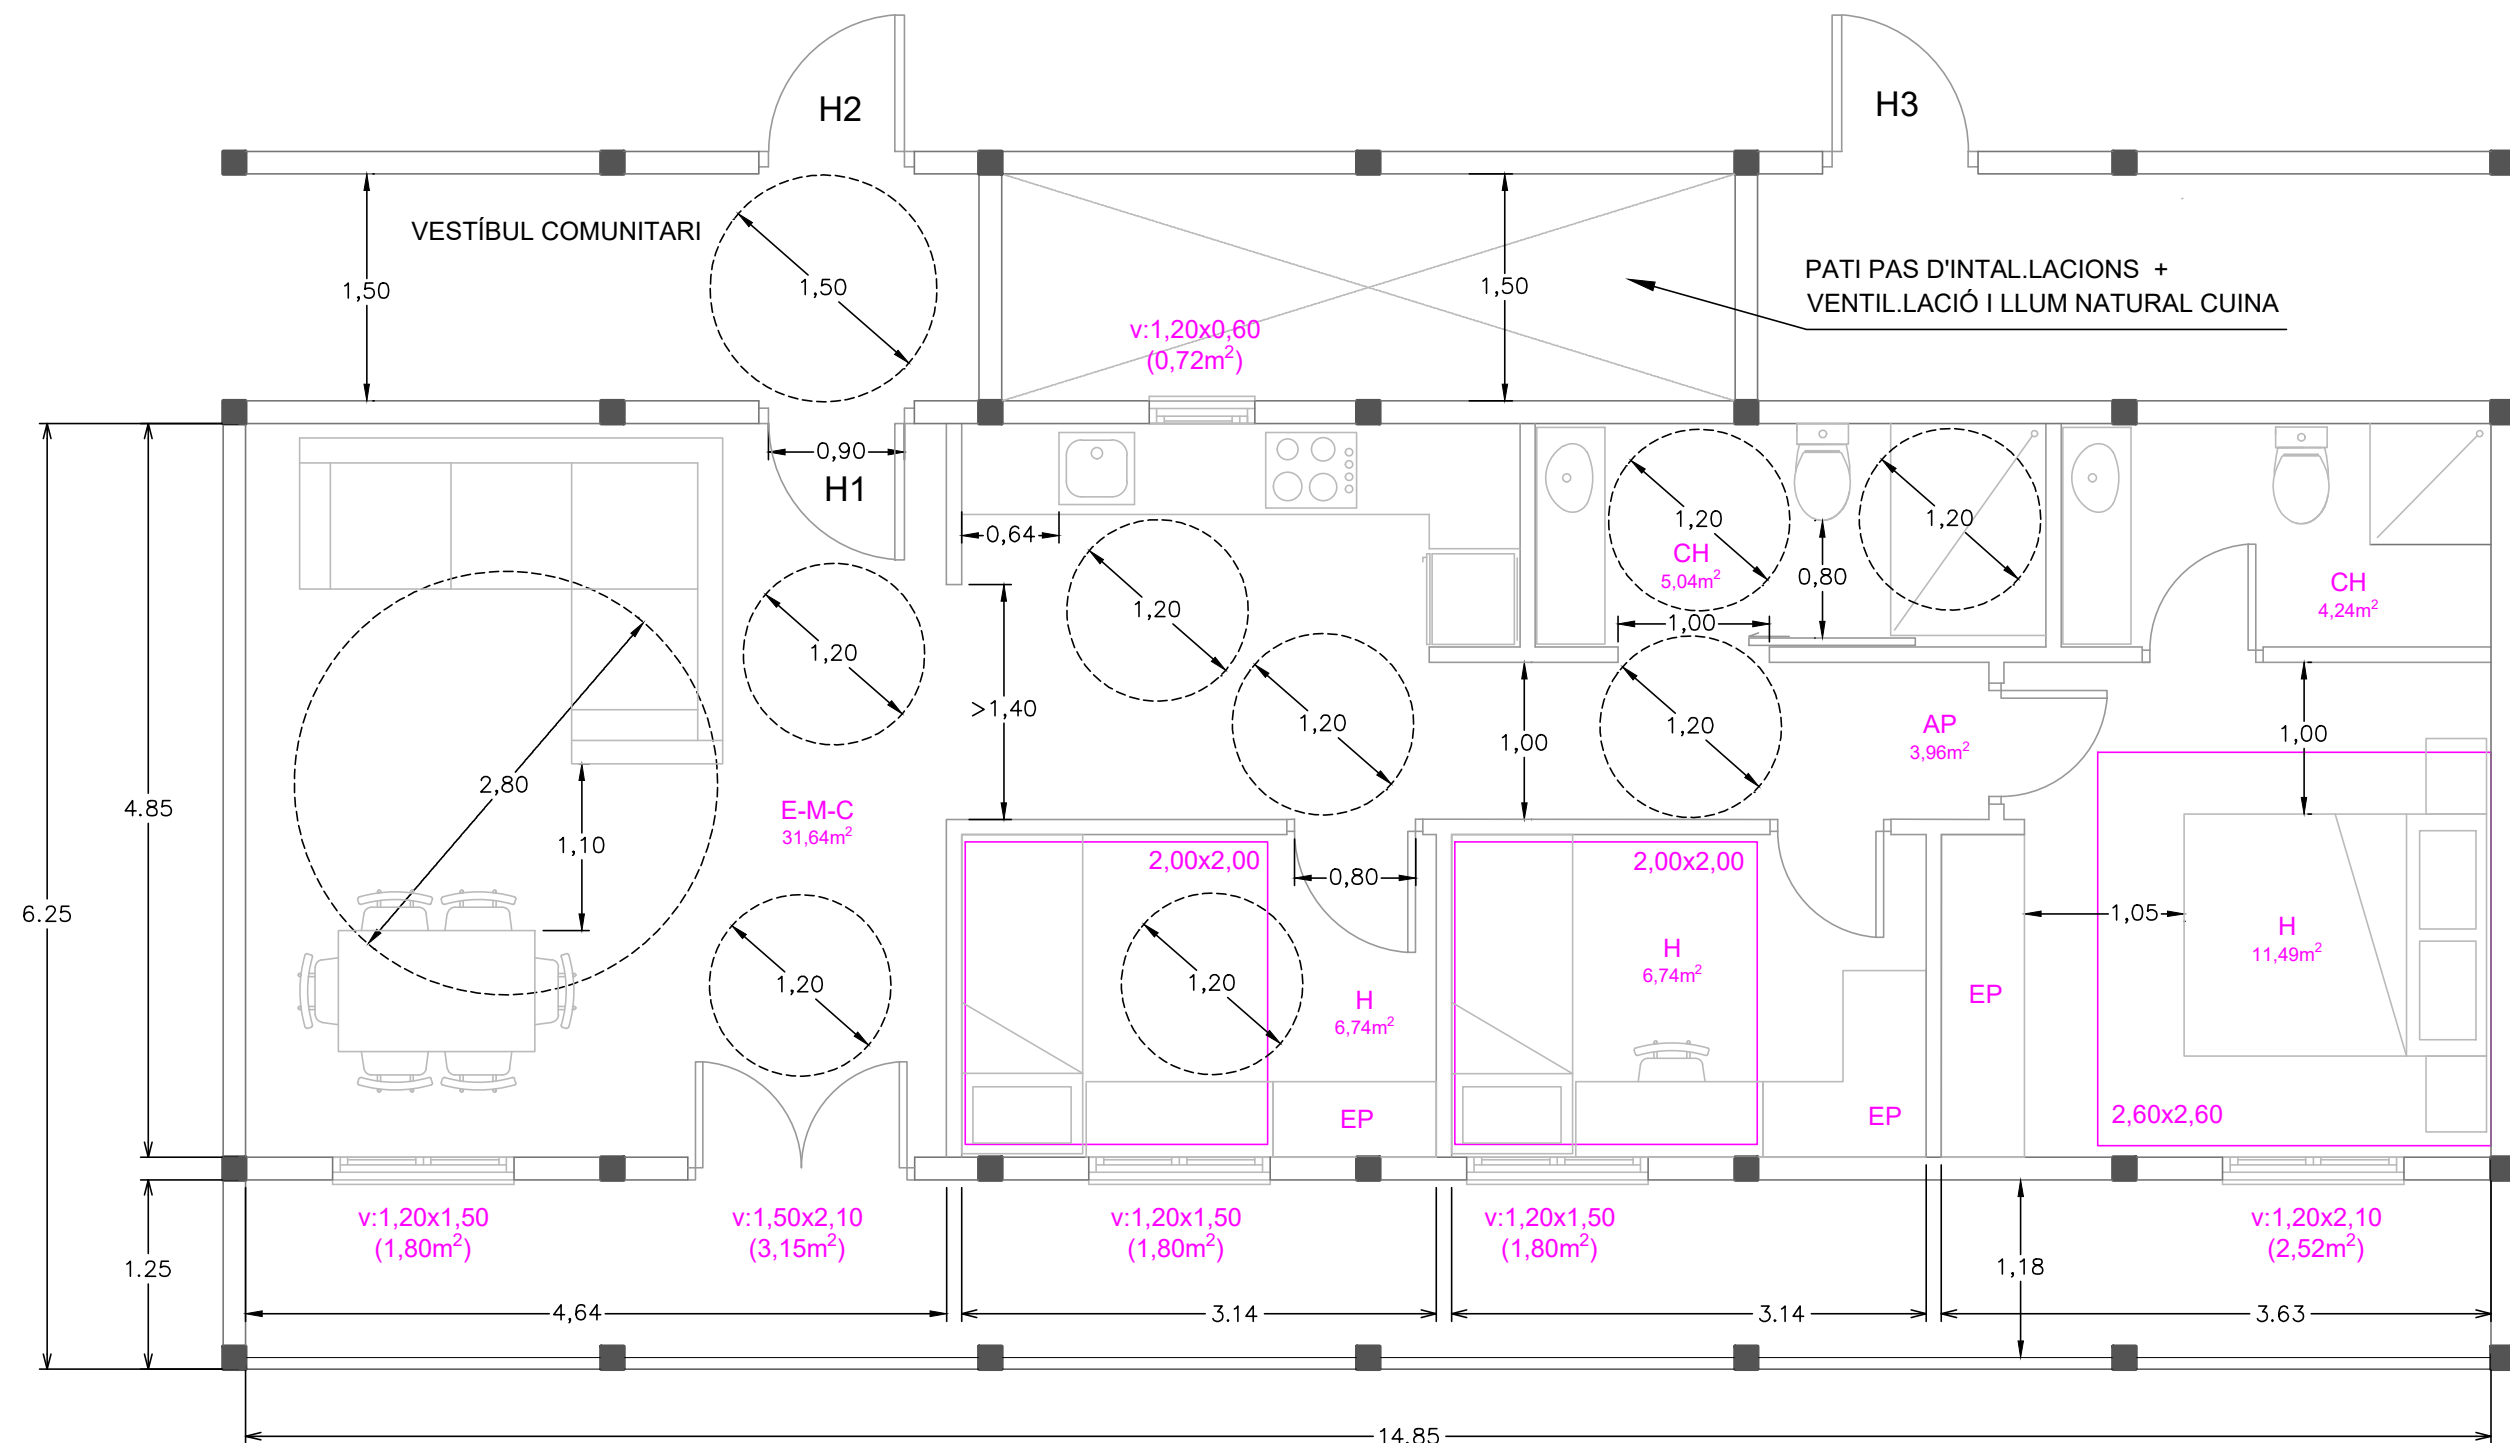 H2
H3
VESTÍBUL COMUNITARI
1,50
1,50
1,50
PATI PAS D'INTAL.LACIONS +
VENTIL.LACIÓ I LLUM NATURAL CUINA
v:1,20x0,60
(0,72m²)
0,90
H1
0,64
1,20
CH
5,04m²
1,20
0,80
CH
4,24m²
1,20
1,20
1,00
>1,40
1,20
1,00
1,20
AP
3,96m²
1,00
2,80
4.85
E-M-C
31,64m²
1,10
2,00x2,00
0,80
2,00x2,00
6.25
1,05
H
11,49m²
H
6,74m²
1,20
1,20
H
6,74m²
EP
EP
EP
2,60x2,60
v:1,20x1,50
(1,80m²)
v:1,50x2,10
(3,15m²)
v:1,20x1,50
(1,80m²)
v:1,20x1,50
(1,80m²)
v:1,20x2,10
(2,52m²)
1.25
1,18
4,64
3.14
3.14
3.63
14.85